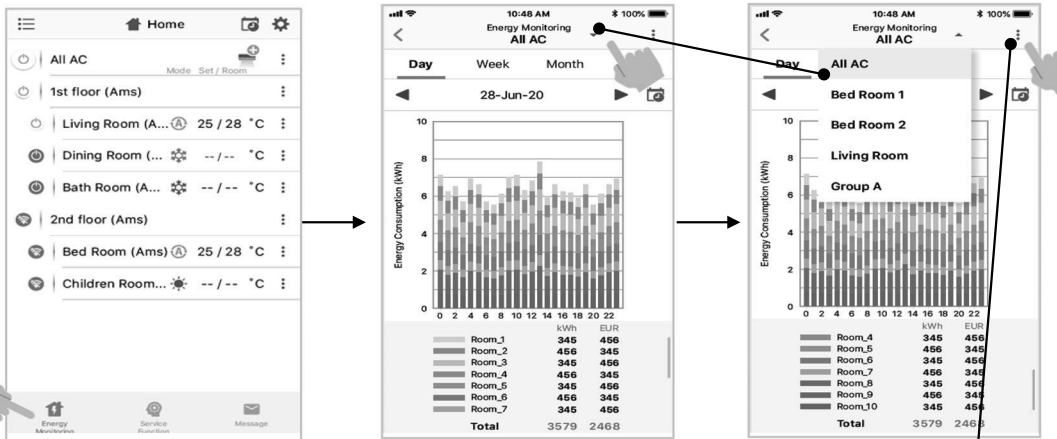 Home
All AC
Mode Set / Room
1st floor (Ams)
Living Room (A... A 25 / 28 °C
Dining Room (... -- / -- °C
Bath Room (A... -- / -- °C
2nd floor (Ams)
Bed Room (Ams) A 25 / 28 °C
Children Room... -- / -- °C
Energy
Monitoring
Service
Function
Message
10:48 AM 100%
Energy Monitoring
All AC
Day Week Month
28-Jun-20
Energy Consumption (kWh)
10
8
6
4
2
0
0 2 4 6 8 10 12 14 16 18 20 22
kWh EUR
Room_1 345 456
Room_2 456 345
Room_3 345 456
Room_4 456 345
Room_5 345 456
Room_6 456 345
Room_7 345 456
Total 3579 2468
10:48 AM 100%
Energy Monitoring
All AC
Day
All AC
Bed Room 1
Bed Room 2
Living Room
Group A
Energy Consumption (kWh)
10
8
6
4
2
0
0 2 4 6 8 10 12 14 16 18 20 22
kWh EUR
Room_4 345 456
Room_5 456 345
Room_6 345 456
Room_7 456 345
Room_8 345 456
Room_9 456 345
Room_10 345 456
Total 3579 2468